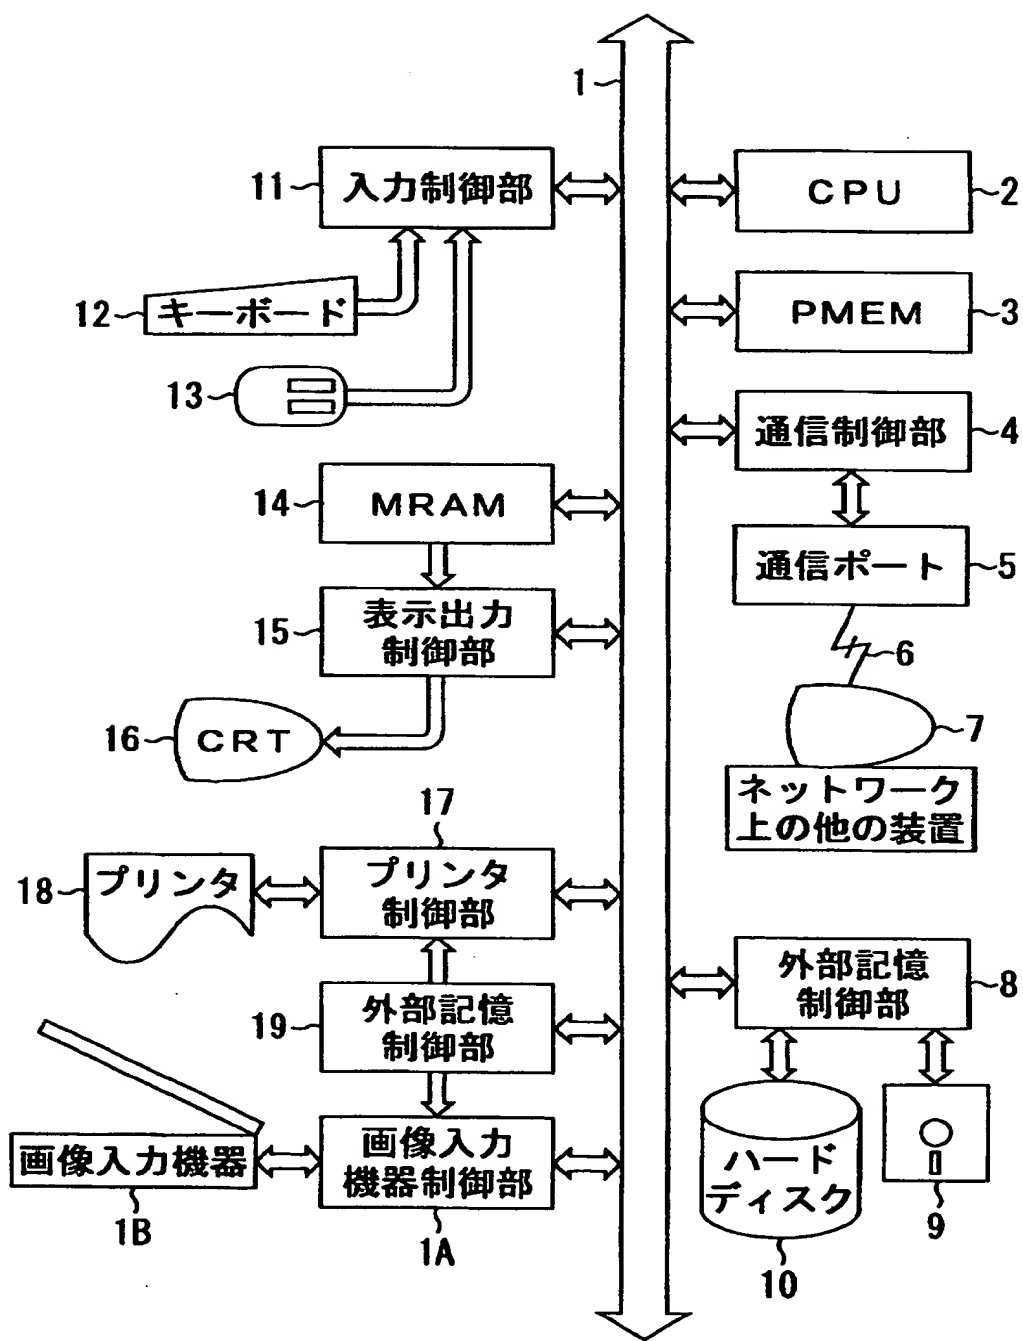 1
11
入力制御部
CPU
2
12
キーボード
PMEM
3
13
通信制御部
4
14
MRAM
通信ポート
5
15
表示出力
制御部
6
16
CRT
7
ネットワーク
上の他の装置
17
18
プリンタ
プリンタ
制御部
外部記憶
制御部
8
19
外部記憶
制御部
画像入力機器
画像入力
機器制御部
ハード
ディスク
1B
1A
9
10